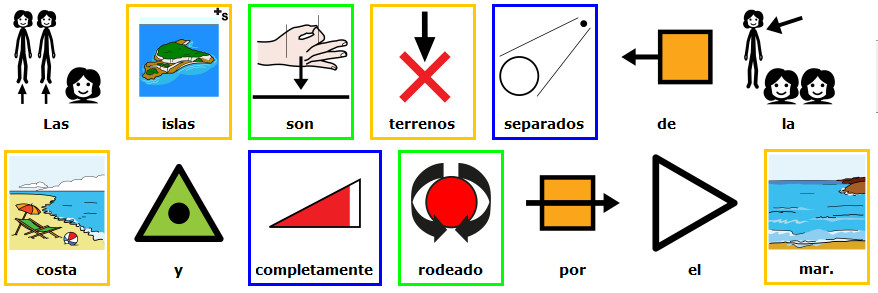 +s
Las islas son terrenos separados de la
costa y completamente rodeado por el mar.